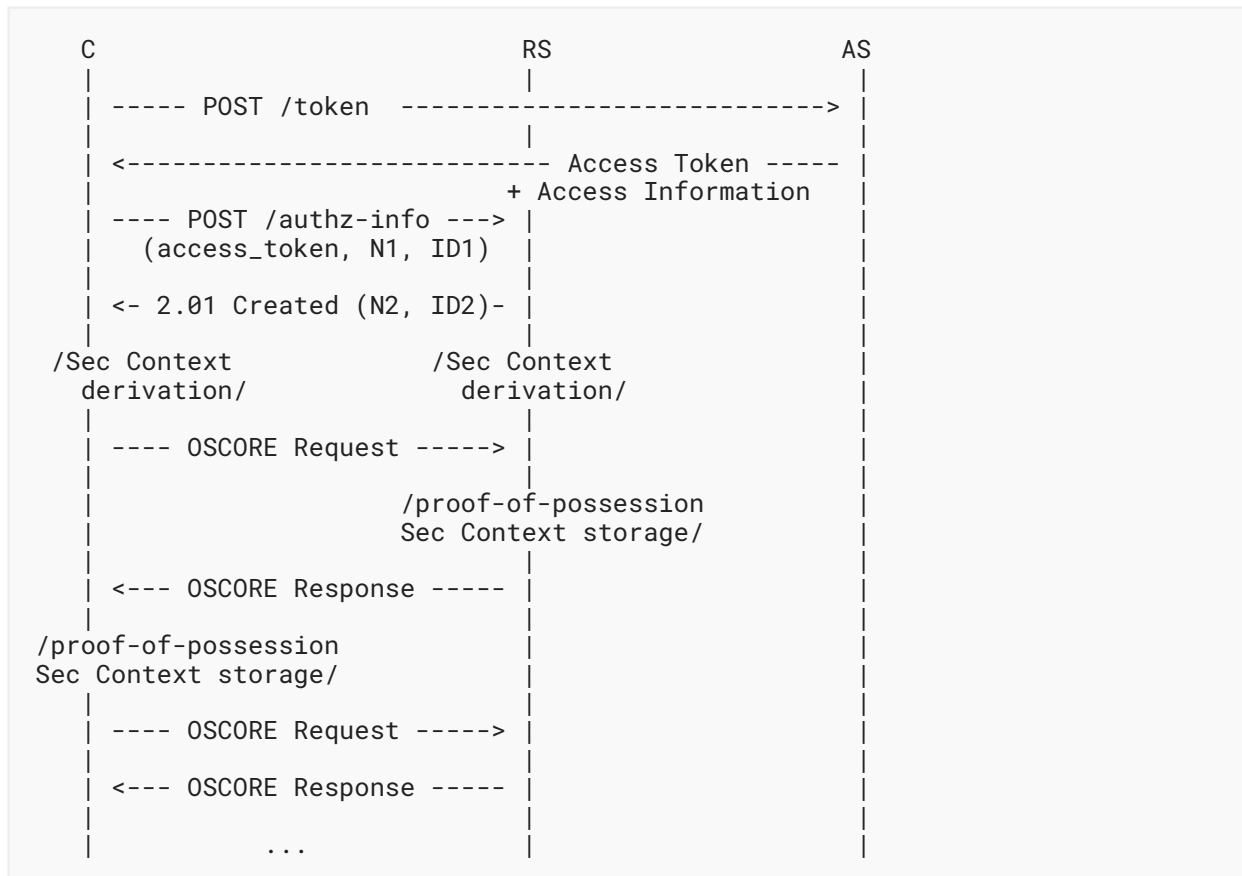 C RS AS
----- POST /token ---------------------------->
<---------------------------- Access Token -----
+ Access Information
---- POST /authz-info --->
(access_token, N1, ID1)
<- 2.01 Created (N2, ID2)-
/Sec Context /Sec Context
derivation/ derivation/
---- OSCORE Request ----->
/proof-of-possession
Sec Context storage/
<--- OSCORE Response -----
/proof-of-possession
Sec Context storage/
---- OSCORE Request ----->
<--- OSCORE Response -----
...